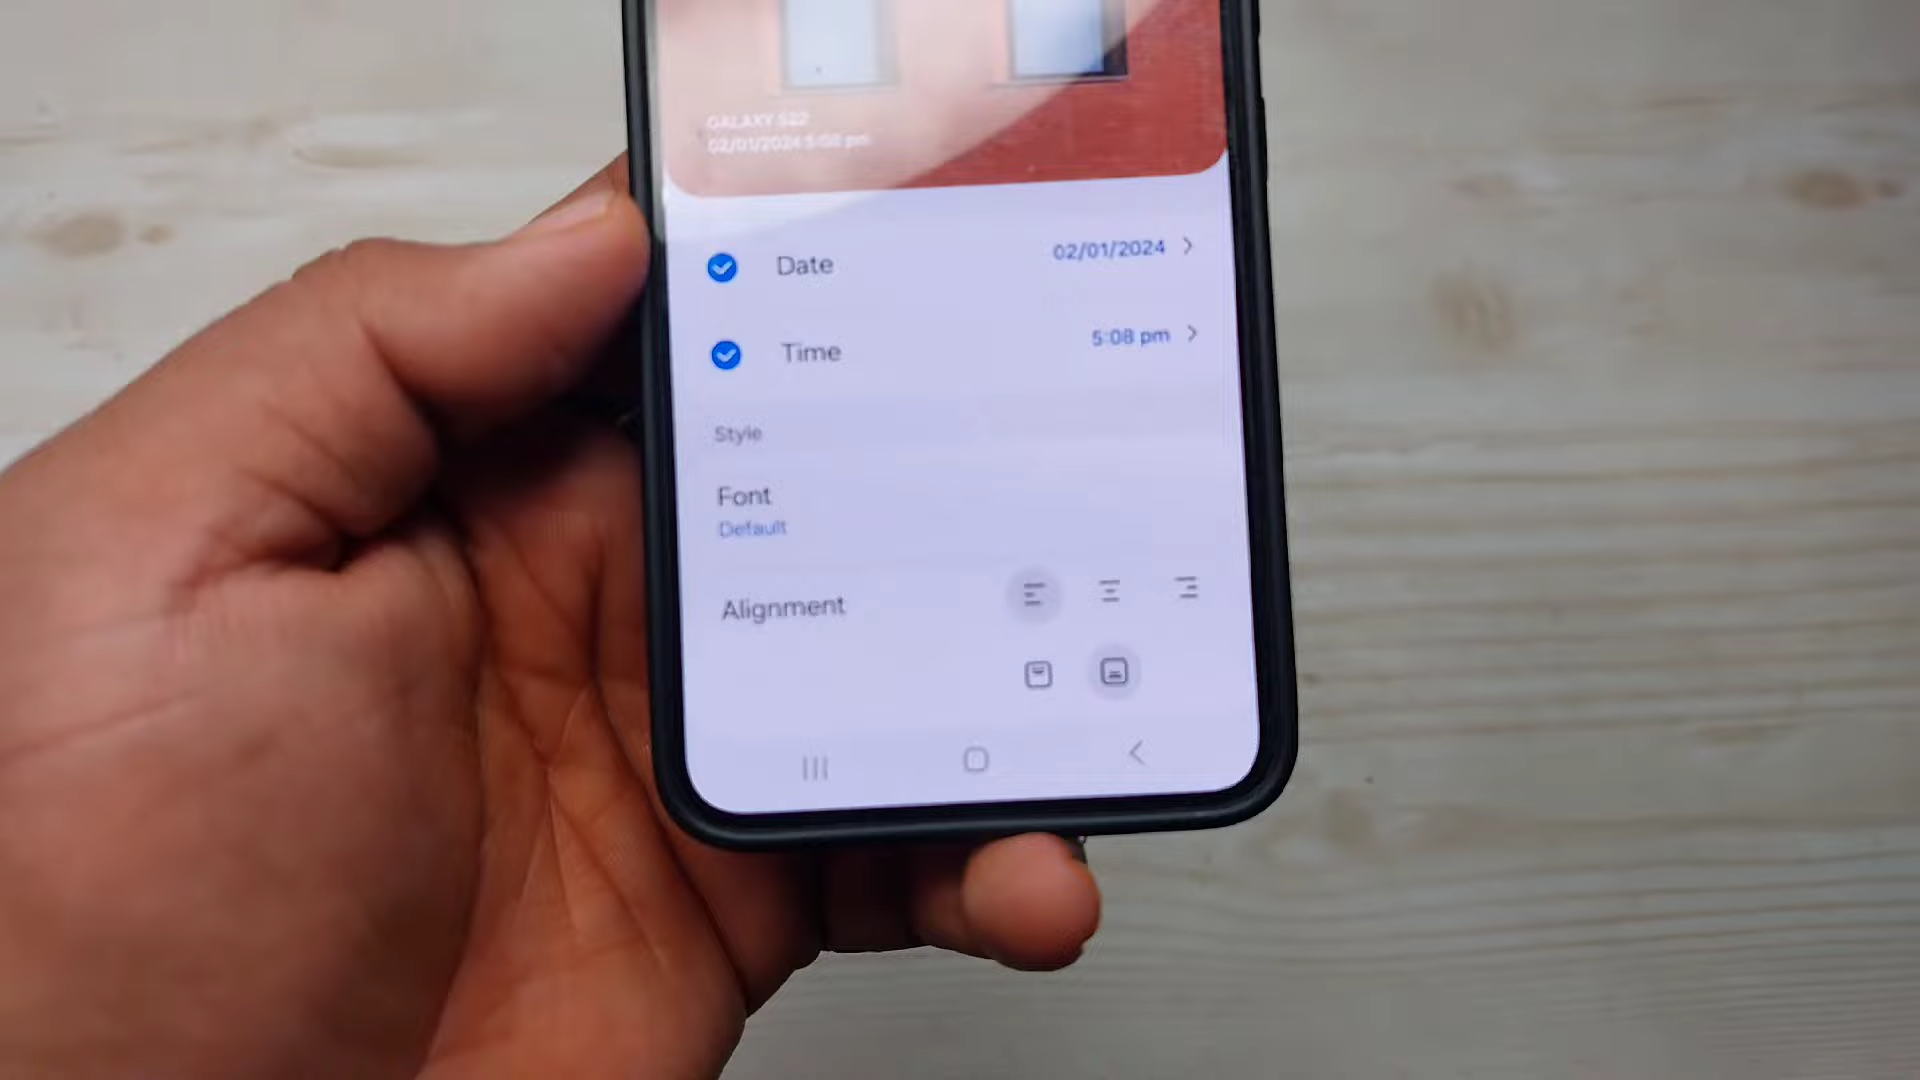 GALAXY S22
02/01/2024 5:08 pm
Date 02/01/2024
Time 5:08 pm
Style
Font
Default
Alignment